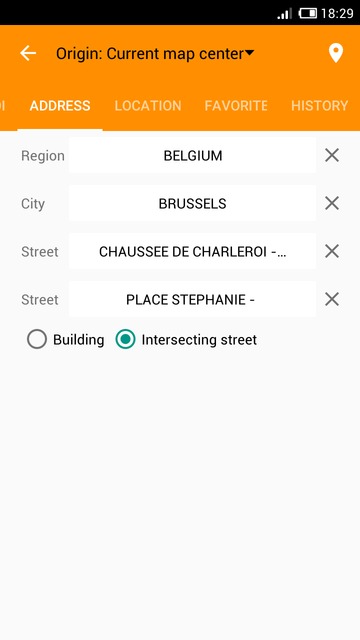 18:29
Origin: Current map center
OI ADDRESS LOCATION FAVORITE HISTORY
Region BELGIUM
City BRUSSELS
Street CHAUSSEE DE CHARLEROI -...
Street PLACE STEPHANIE -
Building Intersecting street